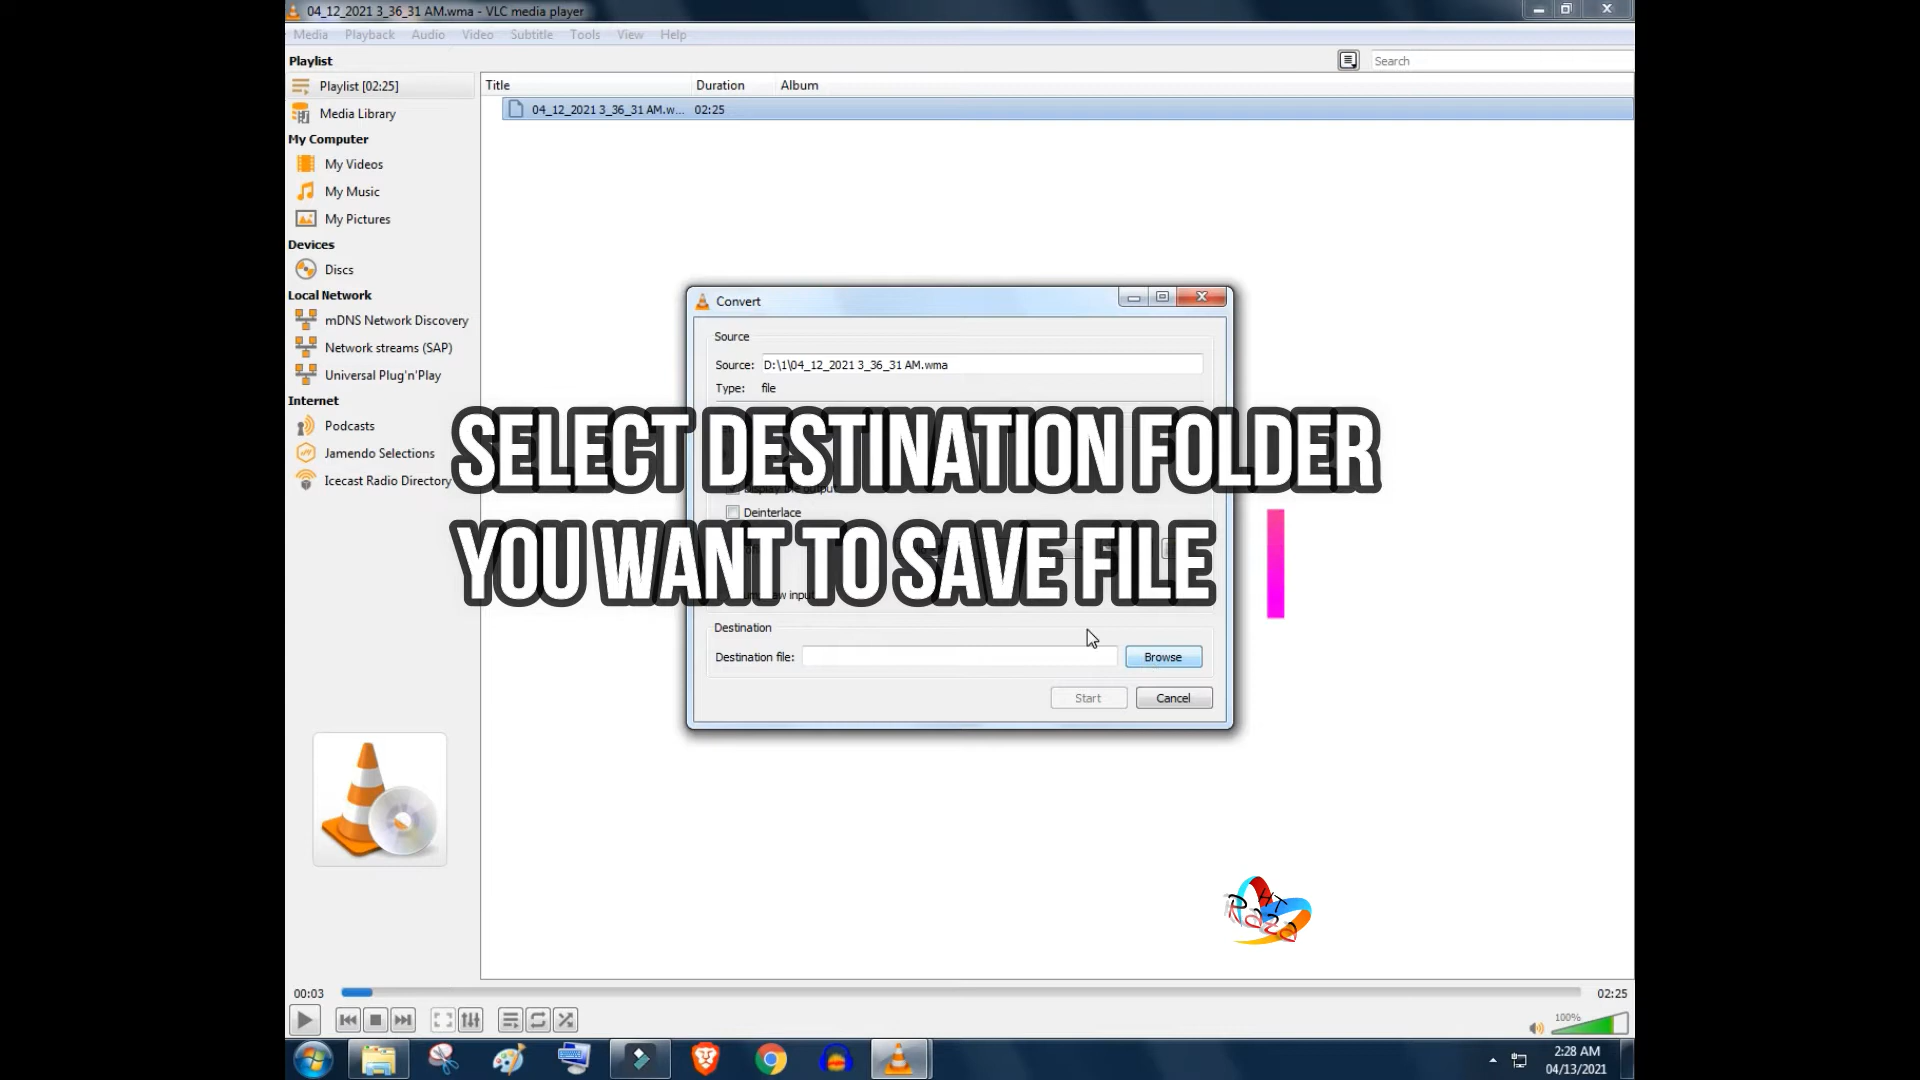 04_12_2021 3_36_31 AM.wma - VLC media player
Media Playback Audio Video Subtitle Tools View Help
Playlist
Search
Playlist [02:25]
Title Duration Album
04_12_2021 3_36_31 AM.w... 02:25
Media Library
My Computer
My Videos
My Music
My Pictures
Devices
Discs
Local Network
mDNS Network Discovery
Network streams (SAP)
Universal Plug'n'Play
Internet
Podcasts
Jamendo Selections
Icecast Radio Directory
Convert
Source
Source: D:\1\04_12_2021 3_36_31 AM.wma
Type: file
SELECT DESTINATION FOLDER
Display the output
Deinterlace
YOU WANT TO SAVE FILE
Destination
Destination file: Browse
Start Cancel
00:03 02:25
100%
2:28 AM
04/13/2021